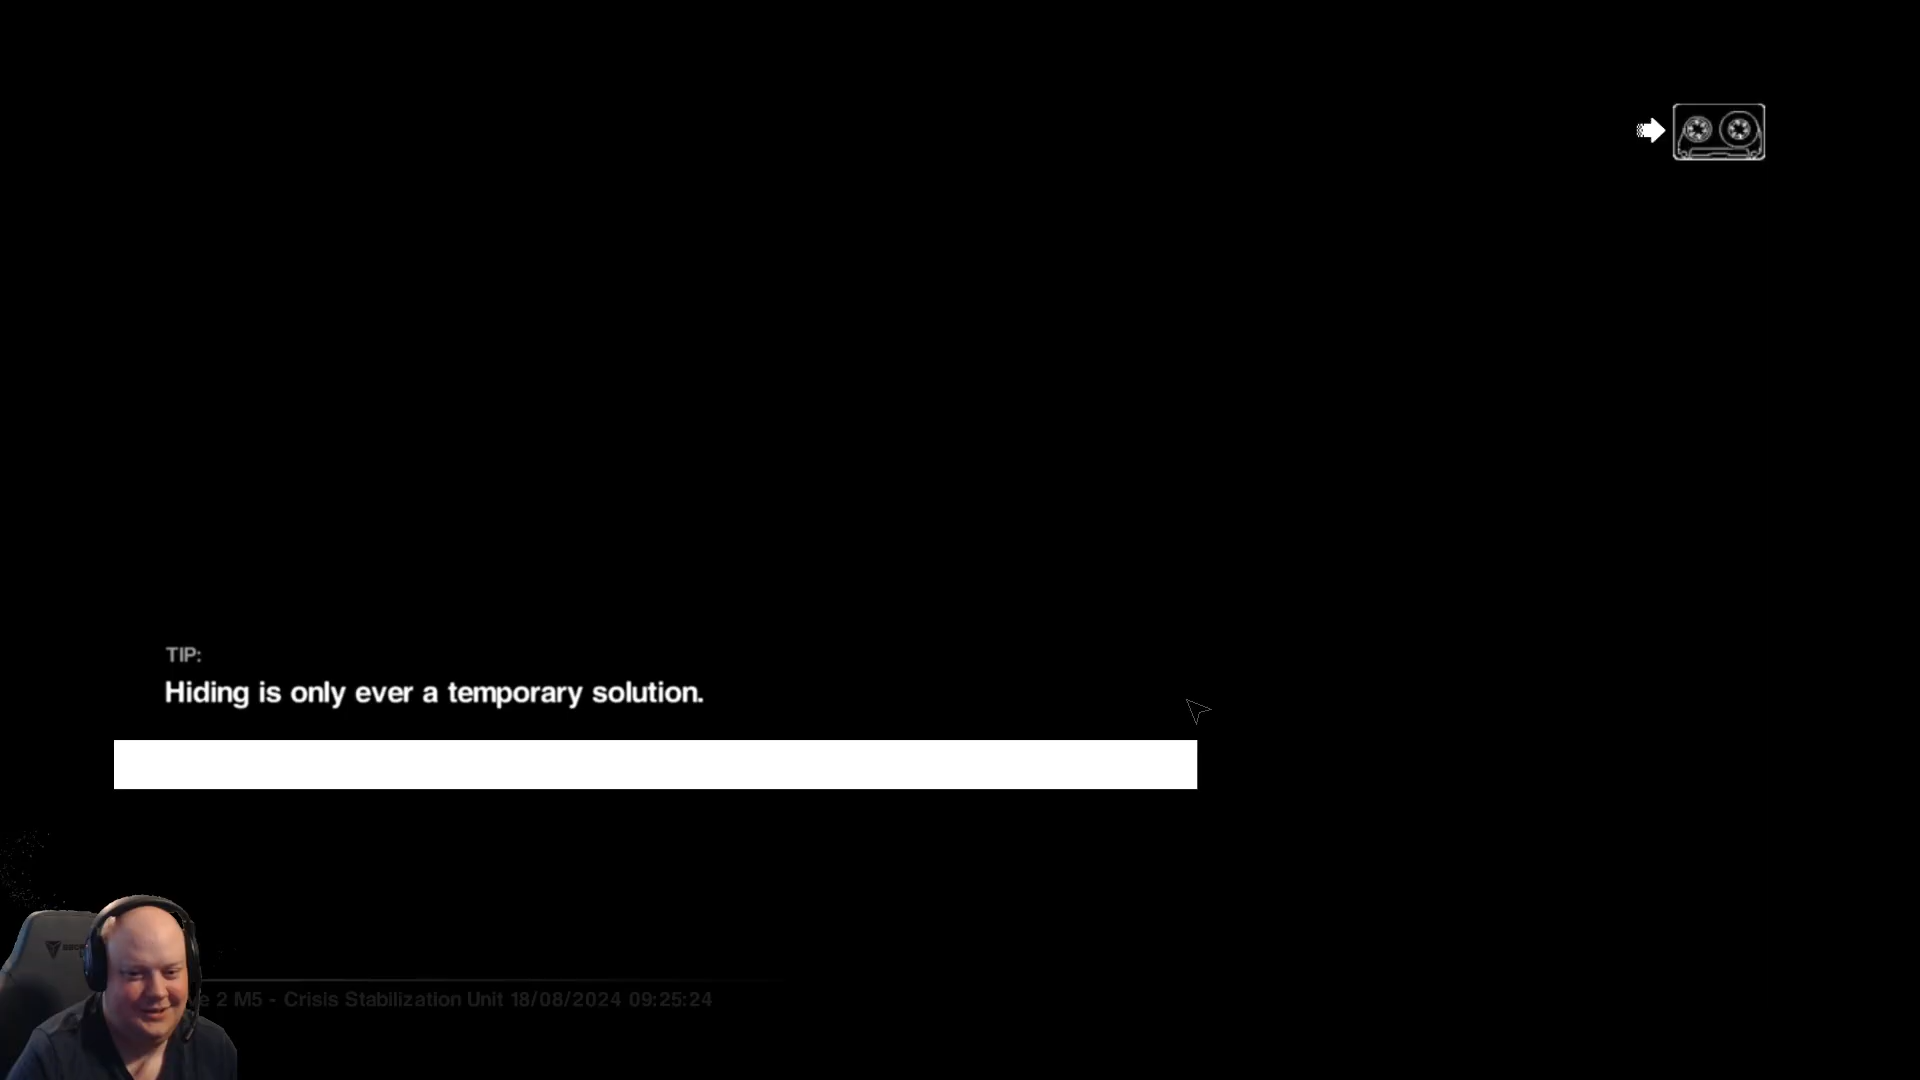 TIP:
Hiding is only ever a temporary solution.
2 M5 - Crisis Stabilization Unit 18/08/2024 09:25:24